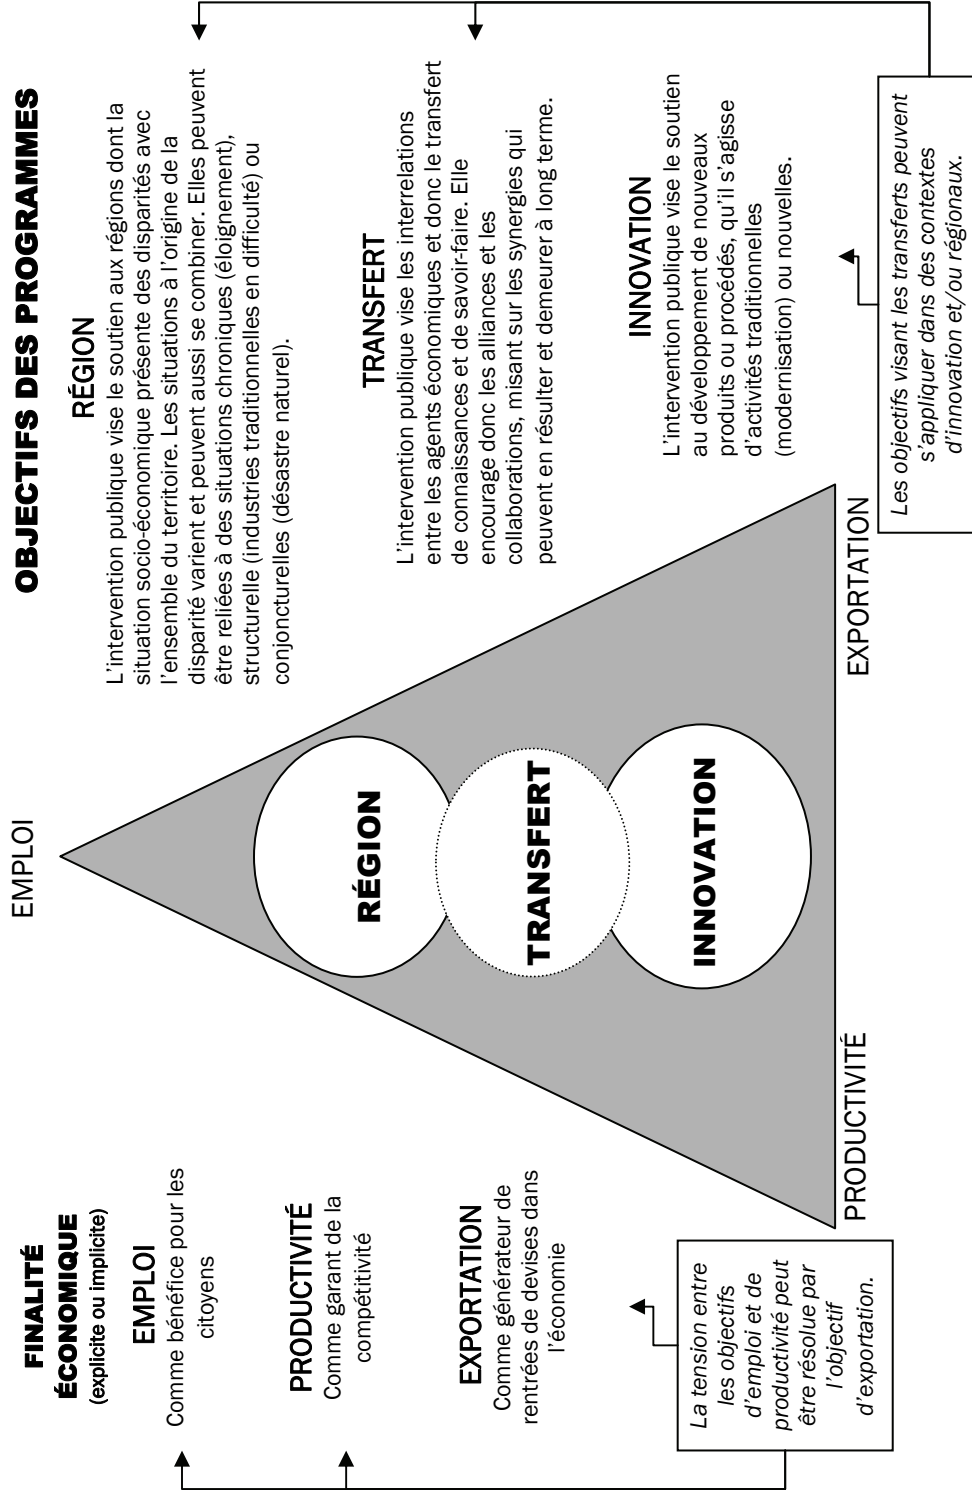 FINALITÉ
ÉCONOMIQUE
(explicite ou implicite)
EMPLOI
Comme bénéfice pour les
citoyens
PRODUCTIVITÉ
Comme garant de la
compétitivité
EXPORTATION
Comme générateur de
rentrées de devises dans
l'économie
La tension entre
les objectifs
d'emploi et de
productivité peut
être résolue par
l'objectif
d'exportation.
EMPLOI
RÉGION
TRANSFERT
INNOVATION
PRODUCTIVITÉ
EXPORTATION
OBJECTIFS DES PROGRAMMES
RÉGION
L'intervention publique vise le soutien aux régions dont la
situation socio-économique présente des disparités avec
l'ensemble du territoire. Les situations à l'origine de la
disparité varient et peuvent aussi se combiner. Elles peuvent
être reliées à des situations chroniques (éloignement),
structurelle (industries traditionnelles en difficulté) ou
conjoncturelles (désastre naturel).
TRANSFERT
L'intervention publique vise les interrelations
entre les agents économiques et donc le transfert
de connaissances et de savoir-faire. Elle
encourage donc les alliances et les
collaborations, misant sur les synergies qui
peuvent en résulter et demeurer à long terme.
INNOVATION
L'intervention publique vise le soutien
au développement de nouveaux
produits ou procédés, qu'il s'agisse
d'activités traditionnelles
(modernisation) ou nouvelles.
Les objectifs visant les transferts peuvent
s'appliquer dans des contextes
d'innovation et/ou régionaux.